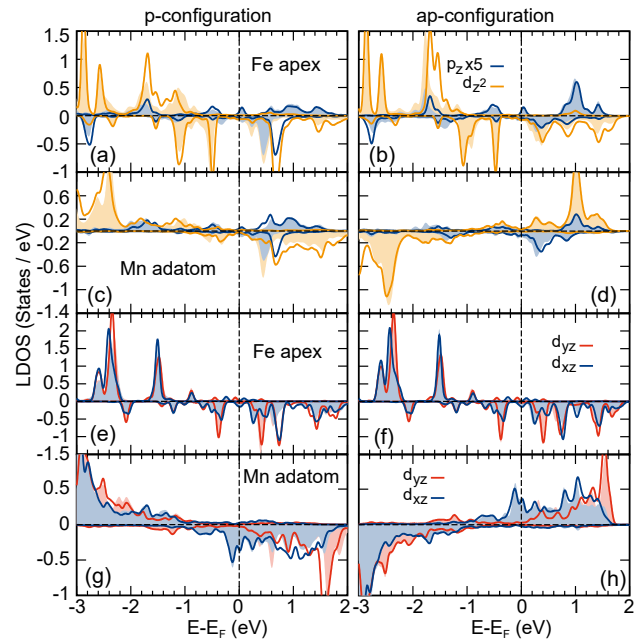 p-configuration
ap-configuration
1.5
1
0.5
0
-0.5
-1
Fe apex
(a)
p_z x5
d_z²
(b)
0.6
0.2
-0.2
-0.6
-1
-1.4
Mn adatom
(c)
(d)
2
1.5
1
0.5
0
-0.5
-1
-1.5
Fe apex
(e)
d_yz
d_xz
(f)
1
0.5
0
-0.5
-1
Mn adatom
(g)
d_yz
d_xz
(h)
LDOS (States / eV)
-3 -2 -1 0 1 2
-3 -2 -1 0 1 2
E-E_F (eV)
E-E_F (eV)